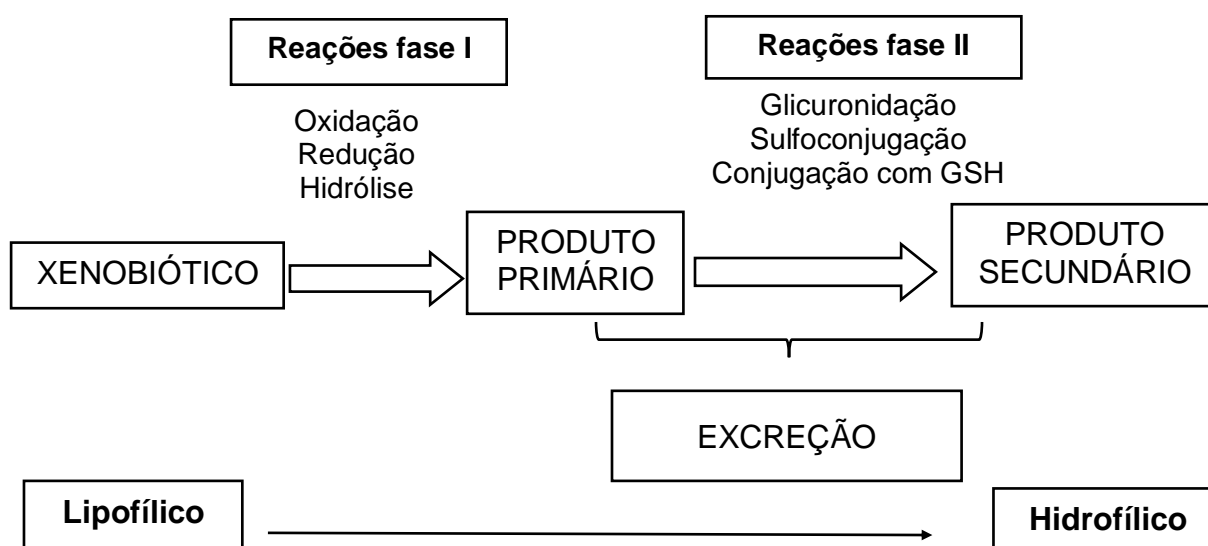 Reações fase I
Reações fase II
Oxidação
Redução
Hidrólise
Glicuronidação
Sulfoconjugação
Conjugação com GSH
XENOBIÓTICO
PRODUTO
PRIMÁRIO
PRODUTO
SECUNDÁRIO
EXCREÇÃO
Lipofílico
Hidrofílico